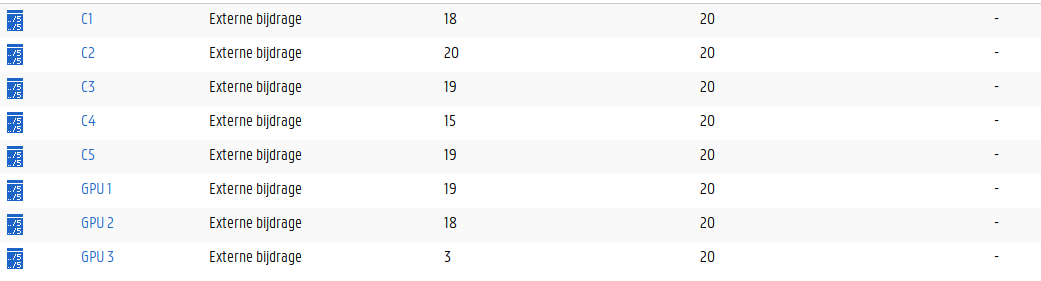 C1 Externe bijdrage 18 20 -
C2 Externe bijdrage 20 20 -
C3 Externe bijdrage 19 20 -
C4 Externe bijdrage 15 20 -
C5 Externe bijdrage 19 20 -
GPU 1 Externe bijdrage 19 20 -
GPU 2 Externe bijdrage 18 20 -
GPU 3 Externe bijdrage 3 20 -